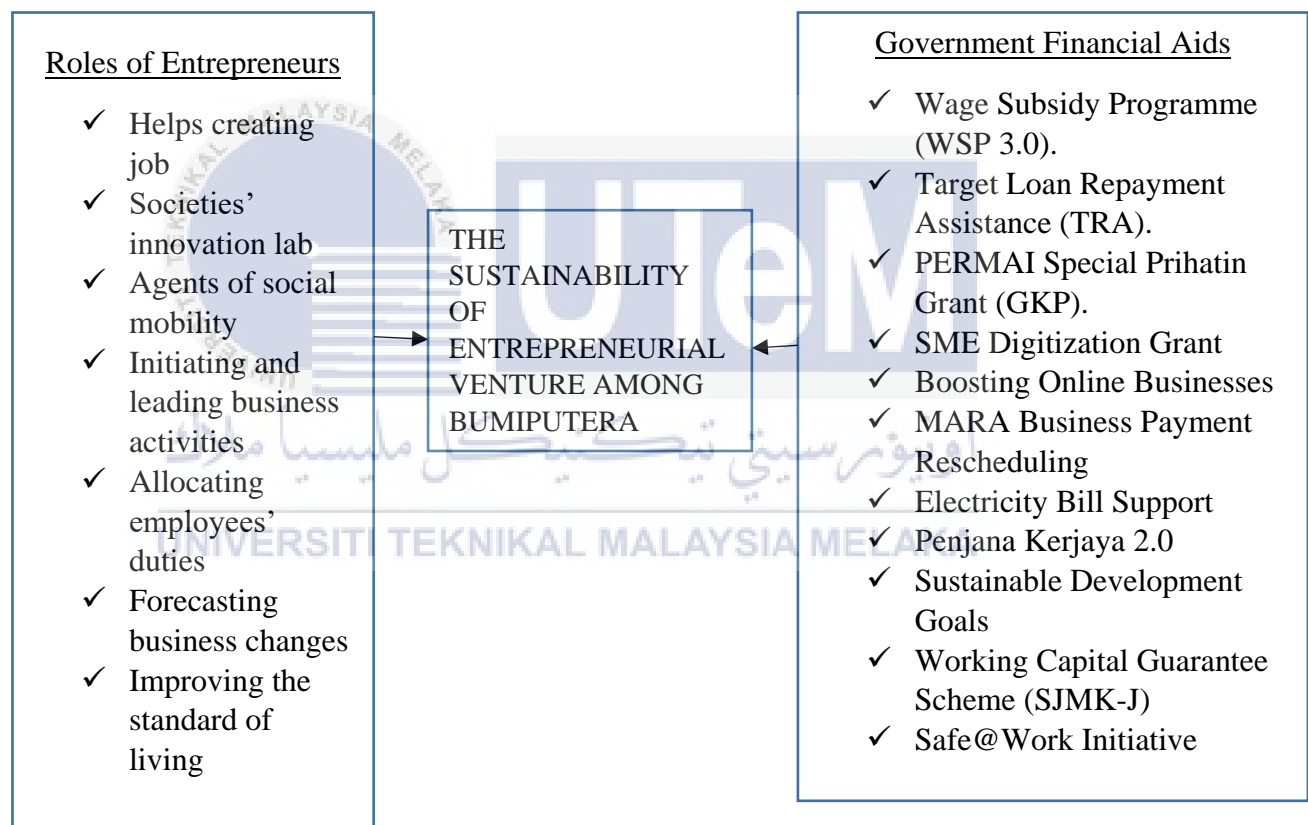 Roles of Entrepreneurs
✓ Helps creating
job
✓ Societies’
innovation lab
✓ Agents of social
mobility
✓ Initiating and
leading business
activities
✓ Allocating
employees’
duties
✓ Forecasting
business changes
✓ Improving the
standard of
living
THE
SUSTAINABILITY
OF
ENTREPRENEURIAL
VENTURE AMONG
BUMIPUTERA
Government Financial Aids
✓ Wage Subsidy Programme
(WSP 3.0).
✓ Target Loan Repayment
Assistance (TRA).
✓ PERMAI Special Prihatin
Grant (GKP).
✓ SME Digitization Grant
✓ Boosting Online Businesses
✓ MARA Business Payment
Rescheduling
✓ Electricity Bill Support
✓ Penjana Kerjaya 2.0
✓ Sustainable Development
Goals
✓ Working Capital Guarantee
Scheme (SJMK-J)
✓ Safe@Work Initiative
UTeM
اونيورسيتي تيكنيكل مليسيا ملاك
UNIVERSITI TEKNIKAL MALAYSIA MELAKA